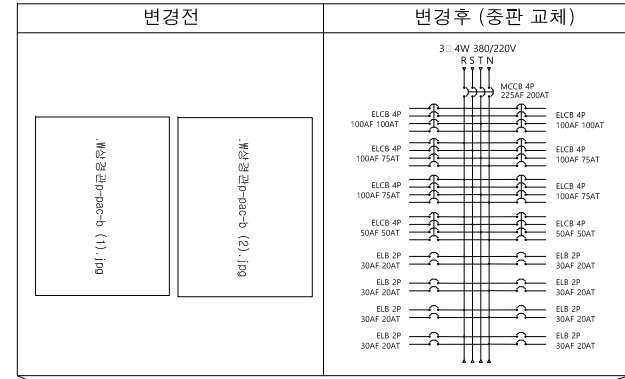 변경전
변경후 (중판 교체)
3□ 4W 380/220V
R S T N
MCCB 4P
225AF 200AT
ELCB 4P
100AF 100AT
ELCB 4P
100AF 100AT
ELCB 4P
100AF 75AT
ELCB 4P
100AF 75AT
ELCB 4P
100AF 75AT
ELCB 4P
100AF 75AT
ELCB 4P
50AF 50AT
ELCB 4P
50AF 50AT
ELB 2P
30AF 20AT
ELB 2P
30AF 20AT
ELB 2P
30AF 20AT
ELB 2P
30AF 20AT
ELB 2P
30AF 20AT
ELB 2P
30AF 20AT
ELB 2P
30AF 20AT
ELB 2P
30AF 20AT
.₩상경관p-pac-b (1).jpg
.₩상경관p-pac-b (2).jpg